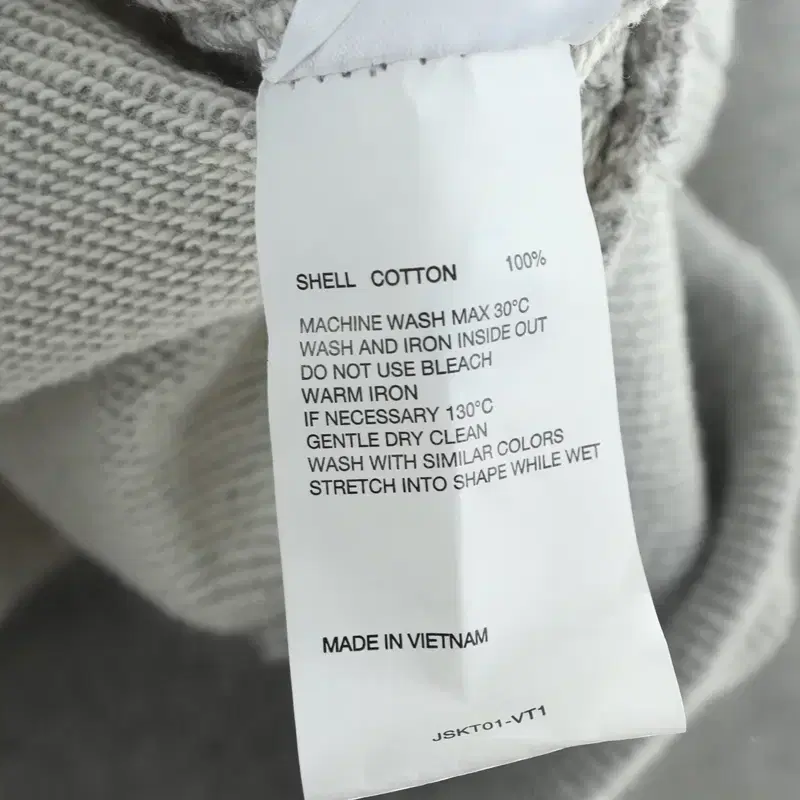 SHELL COTTON 100%
MACHINE WASH MAX 30°C
WASH AND IRON INSIDE OUT
DO NOT USE BLEACH
WARM IRON
IF NECESSARY 130°C
GENTLE DRY CLEAN
WASH WITH SIMILAR COLORS
STRETCH INTO SHAPE WHILE WET
MADE IN VIETNAM
JSKT01-VT1